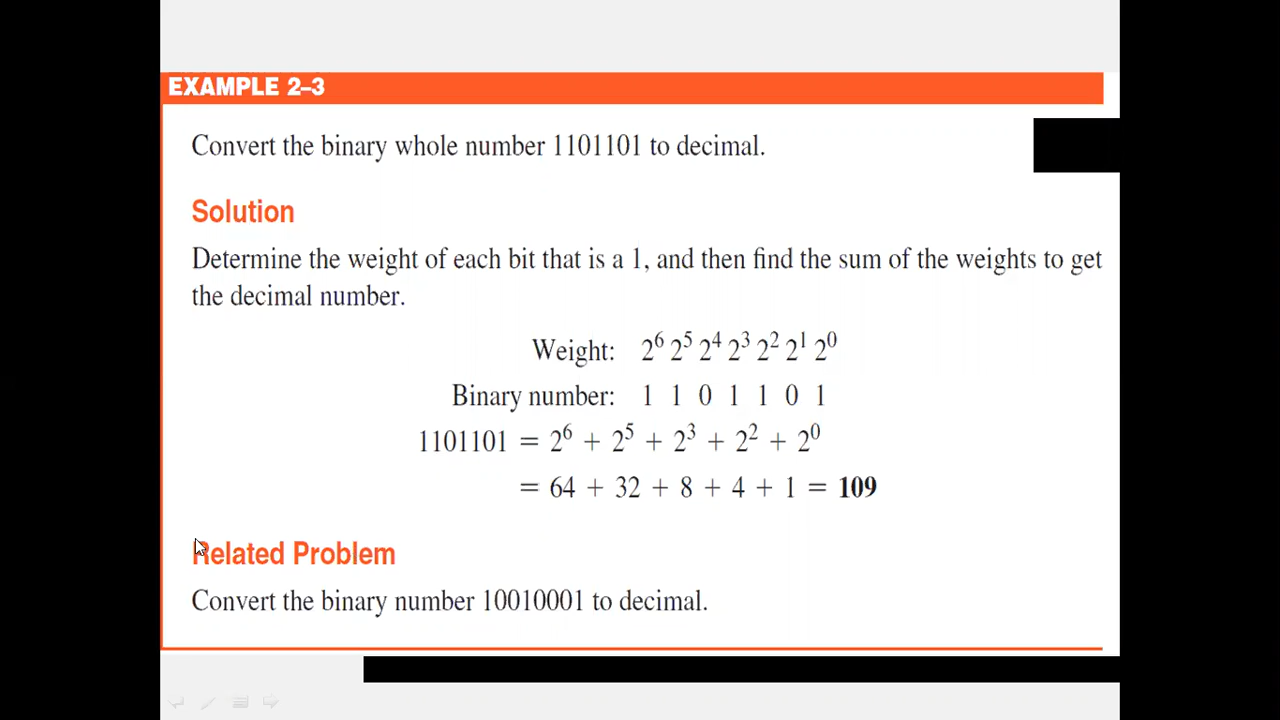 EXAMPLE 2–3
Convert the binary whole number 1101101 to decimal.
Solution
Determine the weight of each bit that is a 1, and then find the sum of the weights to get
the decimal number.
Weight: 2⁶ 2⁵ 2⁴ 2³ 2² 2¹ 2⁰
Binary number: 1 1 0 1 1 0 1
1101101 = 2⁶ + 2⁵ + 2³ + 2² + 2⁰
= 64 + 32 + 8 + 4 + 1 = 109
Related Problem
Convert the binary number 10010001 to decimal.